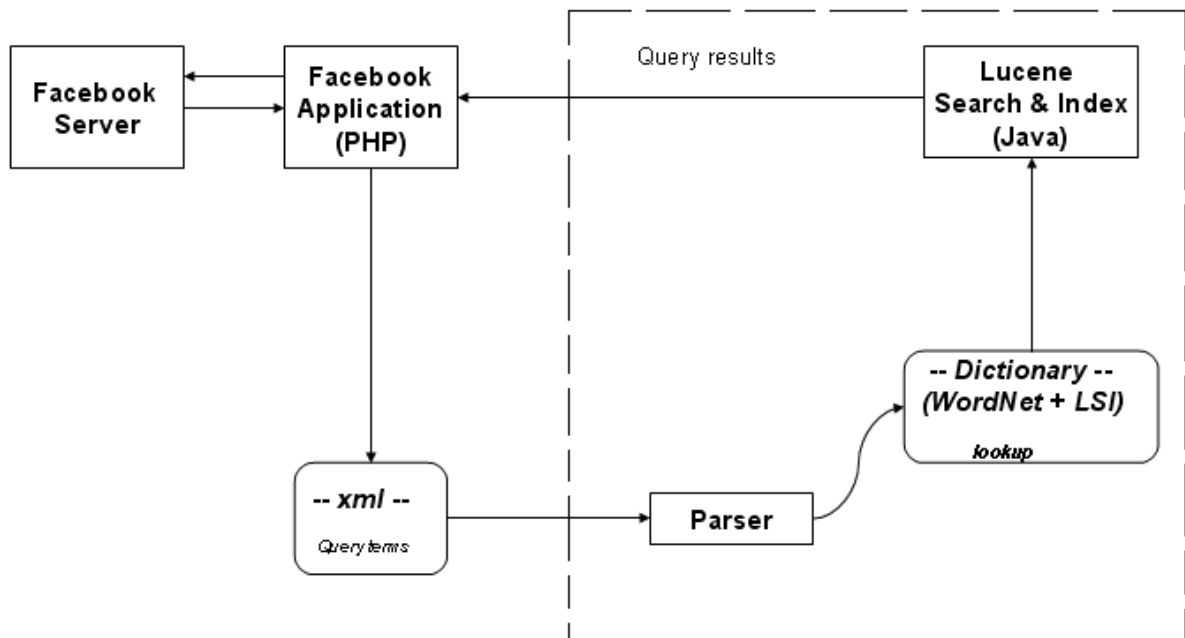 Facebook
Server
Facebook
Application
(PHP)
Query results
Lucene
Search & Index
(Java)
-- Dictionary --
(WordNet + LSI)
lookup
-- xml --
Query terms
Parser